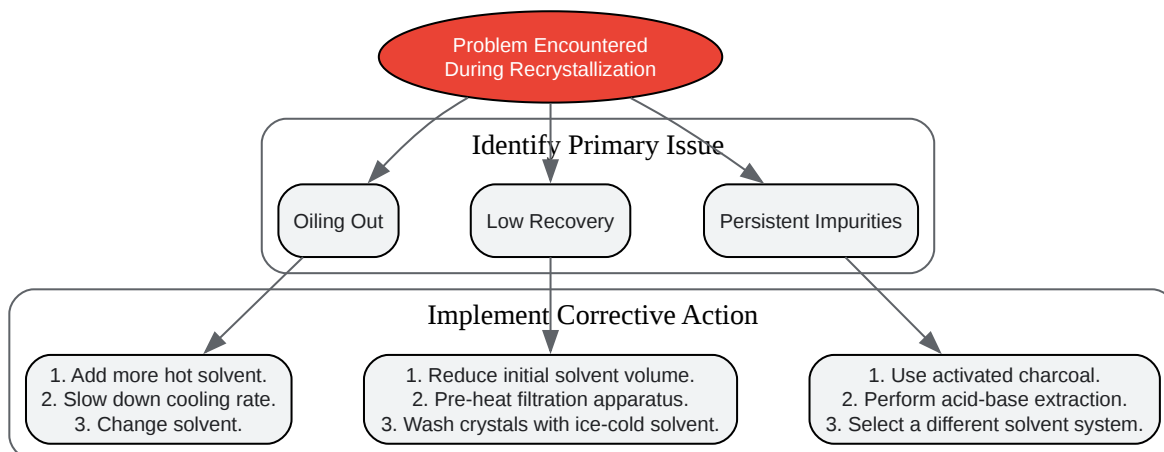 Problem Encountered
During Recrystallization
Identify Primary Issue
Oiling Out
Low Recovery
Persistent Impurities
Implement Corrective Action
1. Add more hot solvent.
2. Slow down cooling rate.
3. Change solvent.
1. Reduce initial solvent volume.
2. Pre-heat filtration apparatus.
3. Wash crystals with ice-cold solvent.
1. Use activated charcoal.
2. Perform acid-base extraction.
3. Select a different solvent system.